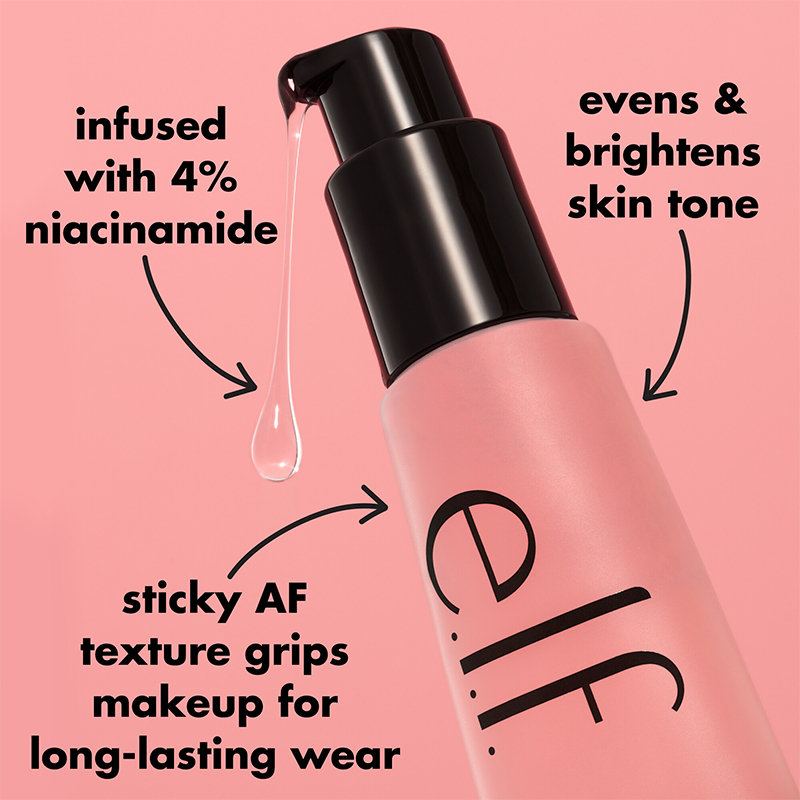 infused
with 4%
niacinamide
evens &
brightens
skin tone
sticky AF
texture grips
makeup for
long-lasting wear
e.l.f.